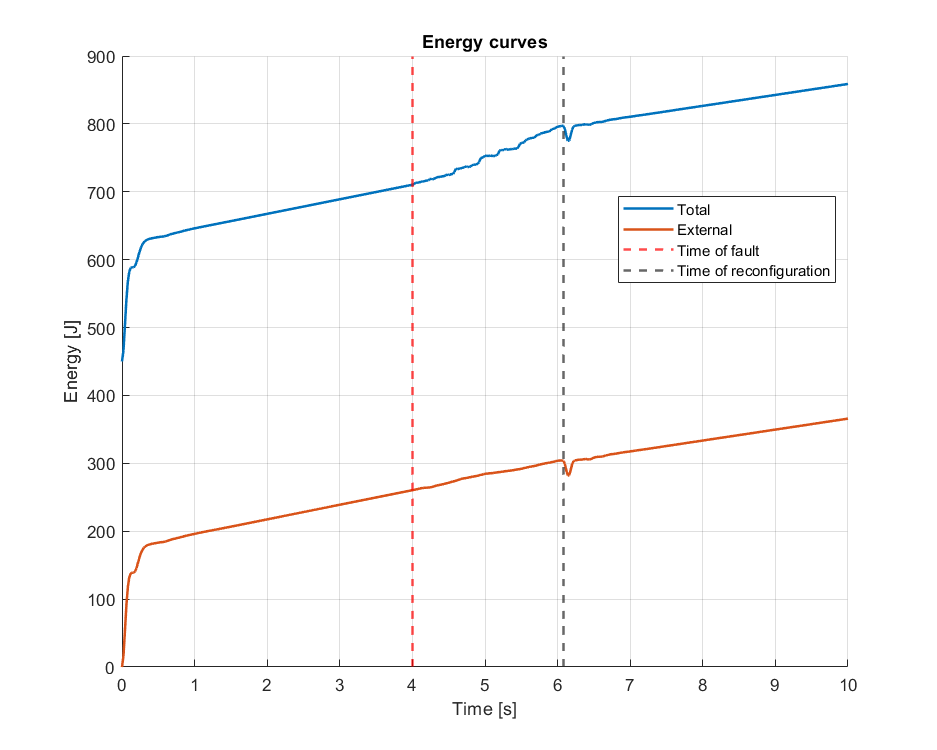 Energy curves
900
800
700
600
500
400
300
200
100
0
Energy [J]
Total
External
Time of fault
Time of reconfiguration
0 1 2 3 4 5 6 7 8 9 10
Time [s]